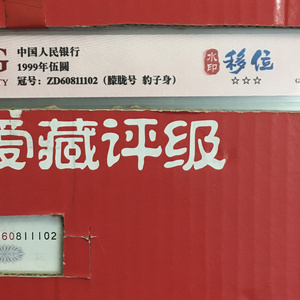 G
中国人民银行
1999年伍圆
TY
冠号：ZD60811102（朦胧号 豹子身）
水印
移位
☆☆☆
G
爱藏评级
60811102